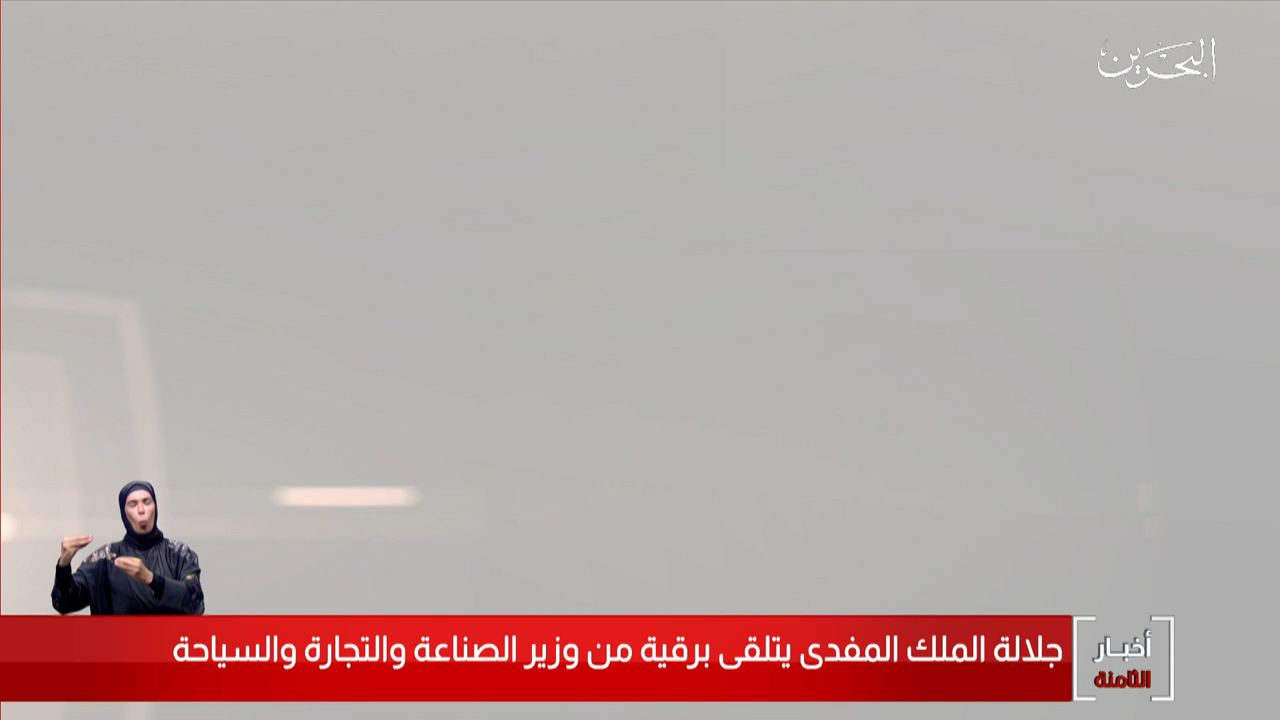 البحرين
جلالة الملك المفدى يتلقى برقية من وزير الصناعة والتجارة والسياحة
أخبار
الثامنة